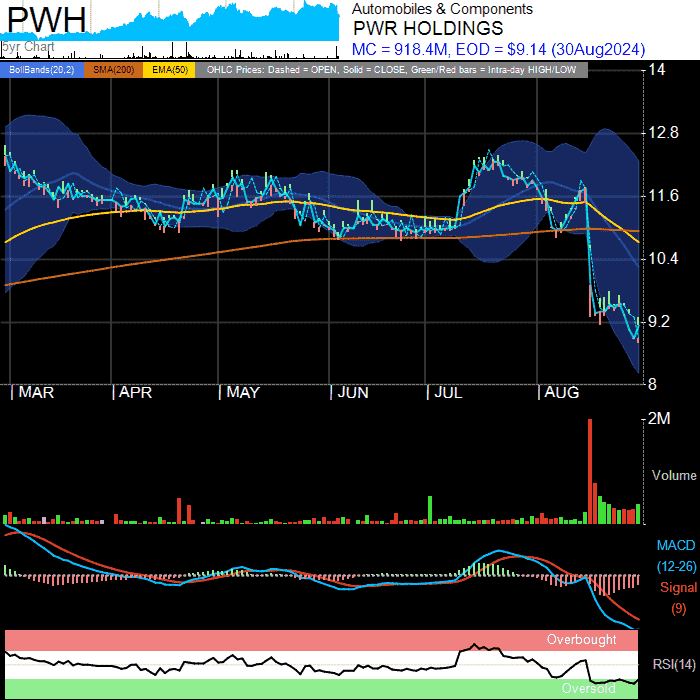 PWH
5yr Chart
Automobiles & Components
PWR HOLDINGS
MC = 918.4M, EOD = $9.14 (30Aug2024)
BollBands(20,2) SMA(200) EMA(50) OHLC Prices: Dashed = OPEN, Solid = CLOSE, Green/Red bars = Intra-day HIGH/LOW
14
12.8
11.6
10.4
9.2
8
MAR APR MAY JUN JUL AUG
2M
Volume
MACD
(12-26)
Signal
(9)
Overbought
RSI(14)
Oversold